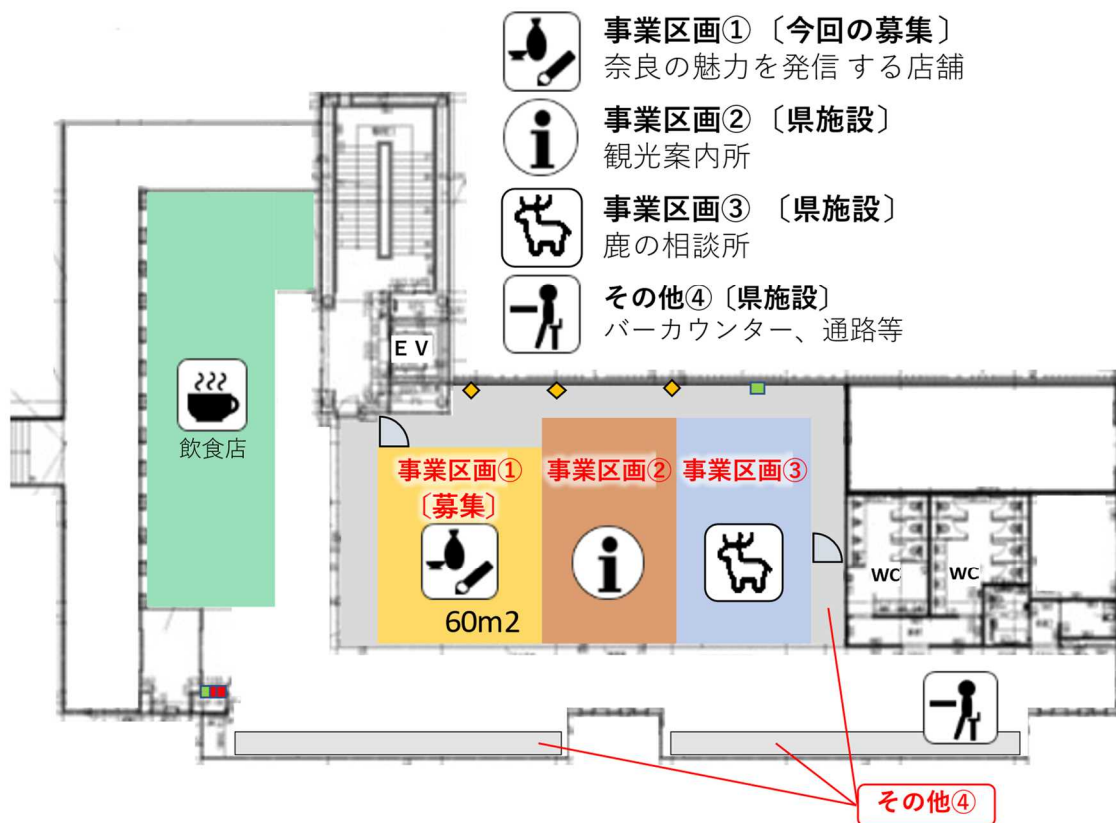 事業区画① 〔今回の募集〕
奈良の魅力を発信 する店舗
事業区画② 〔県施設〕
観光案内所
事業区画③ 〔県施設〕
鹿の相談所
その他④〔県施設〕
バーカウンター、通路等
EV
飲食店
事業区画①
〔募集〕
60m2
事業区画②
事業区画③
WC
WC
その他④